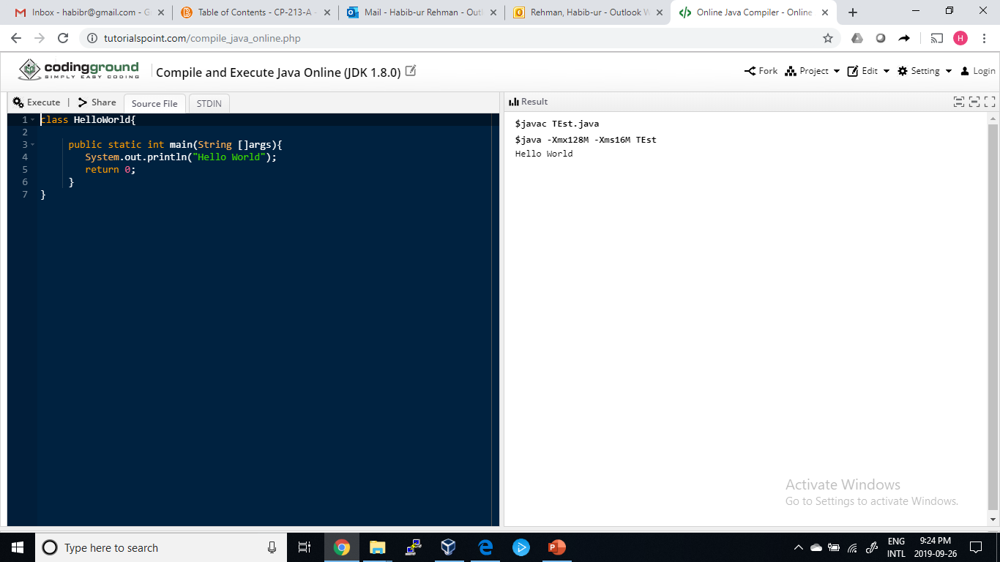 Inbox - habibr@gmail.com - G
Table of Contents - CP-213-A -
Mail - Habib-ur Rehman - Outl
Rehman, Habib-ur - Outlook W
Online Java Compiler - Online
tutorialspoint.com/compile_java_online.php
H
codingground
SIMPLY EASY CODING
Compile and Execute Java Online (JDK 1.8.0)
Fork
Project
Edit
Setting
Login
Execute | Share
Source File
STDIN
Result
1 class HelloWorld{
2
3 public static int main(String []args){
4 System.out.println("Hello World");
5 return 0;
6 }
7 }
$javac TEst.java
$java -Xmx128M -Xms16M TEst
Hello World
Activate Windows
Go to Settings to activate Windows.
Type here to search
ENG
INTL
9:24 PM
2019-09-26